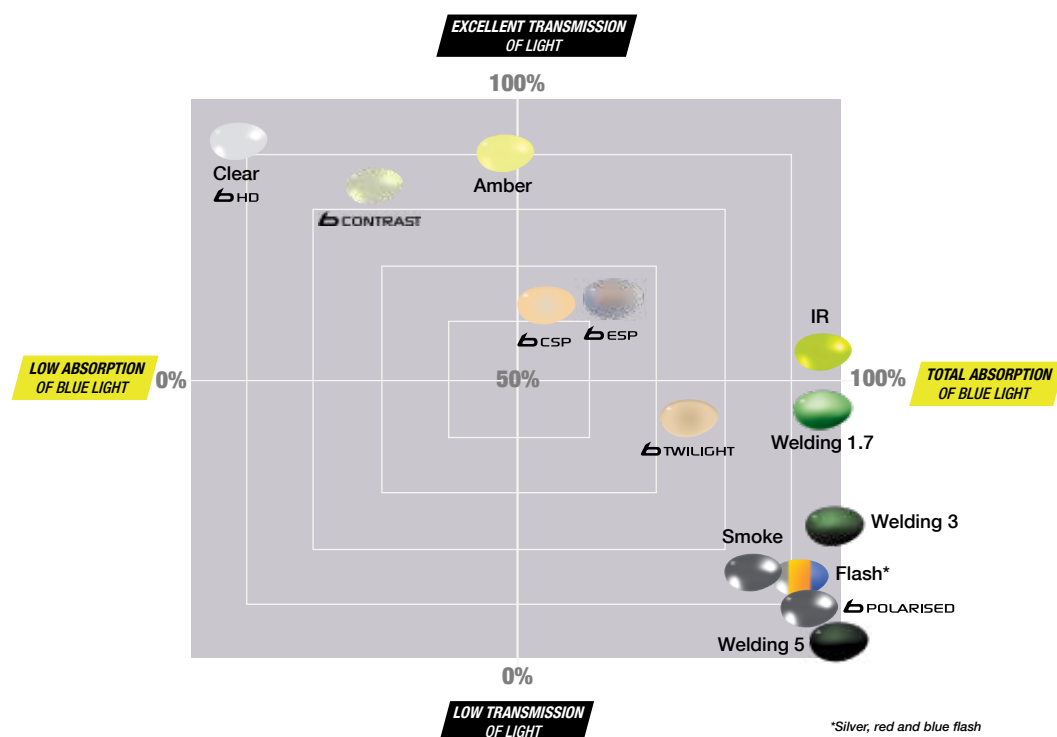 EXCELLENT TRANSMISSION
OF LIGHT
100%
Clear
b HD
Amber
b CONTRAST
b CSP
b ESP
IR
LOW ABSORPTION
OF BLUE LIGHT
0%
50%
100%
TOTAL ABSORPTION
OF BLUE LIGHT
b TWILIGHT
Welding 1.7
Welding 3
Smoke
Flash*
b POLARISED
Welding 5
0%
LOW TRANSMISSION
OF LIGHT
*Silver, red and blue flash